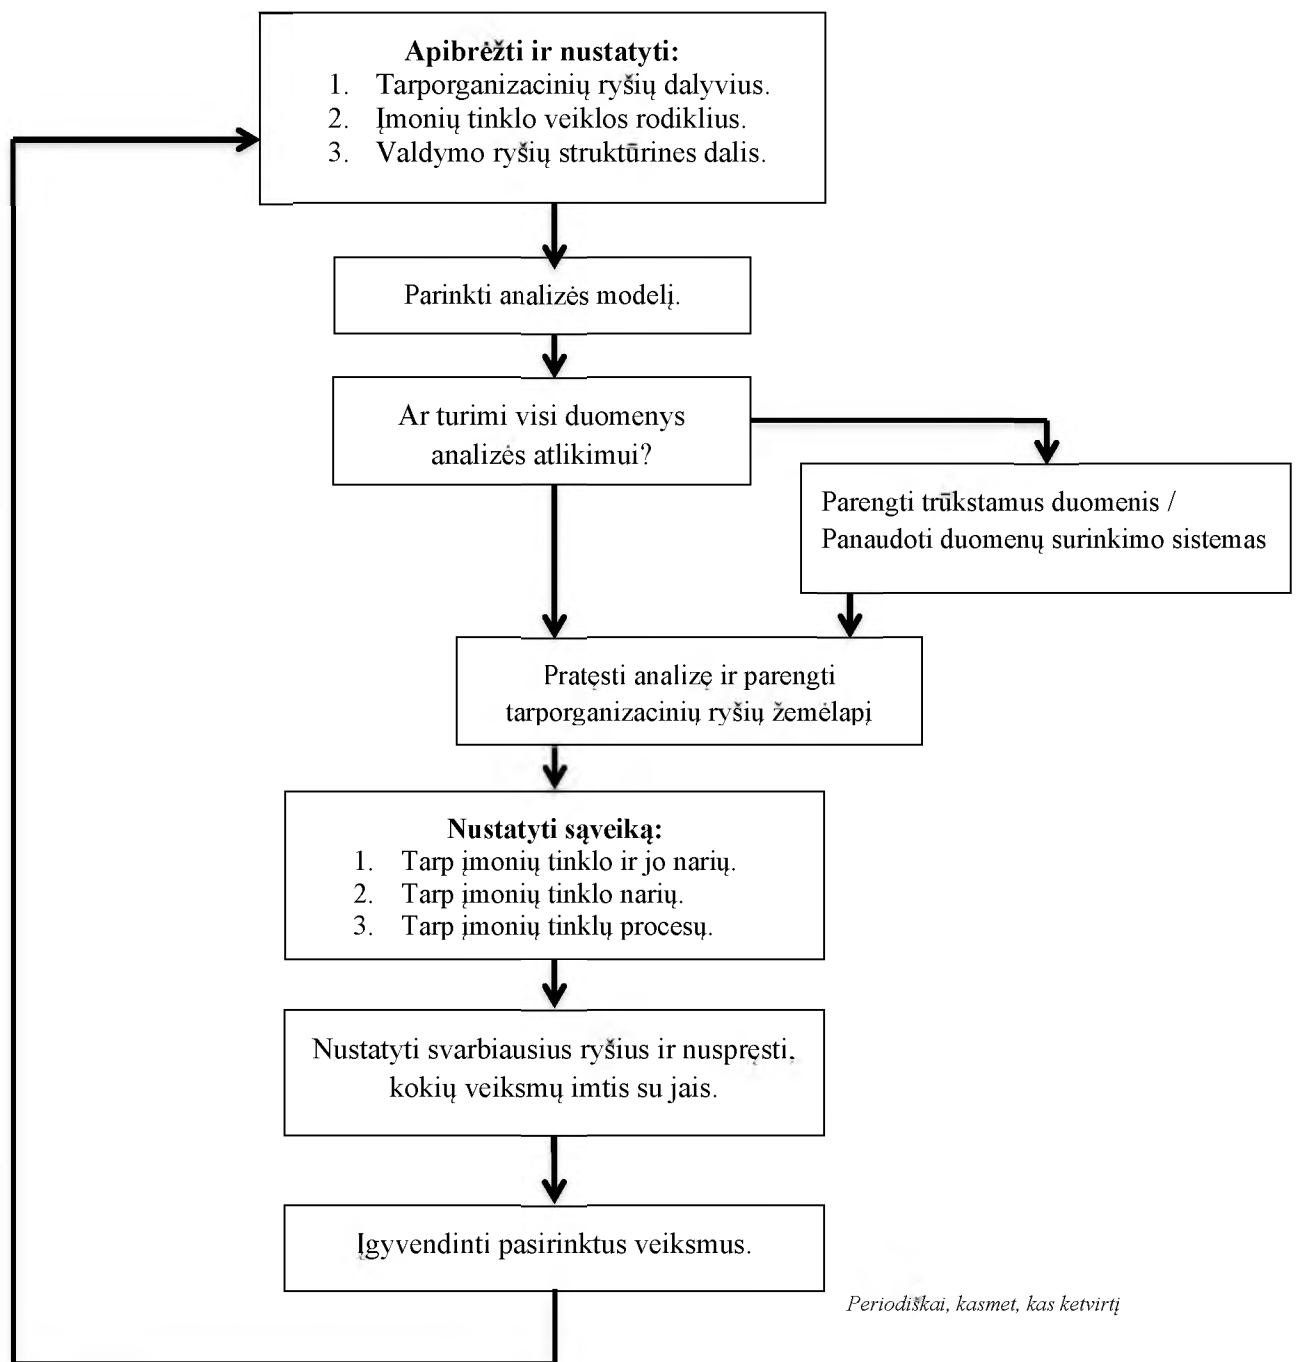 Apibrėžti ir nustatyti:
1. Tarporganizacinių ryšių dalyvius.
2. Įmonių tinklo veiklos rodiklius.
3. Valdymo ryšių struktūrines dalis.
Parinkti analizės modelį.
Ar turimi visi duomenys
analizės atlikimui?
Parengti trūkstamus duomenis /
Panaudoti duomenų surinkimo sistemas
Pratęsti analizę ir parengti
tarporganizacinių ryšių žemėlapį
Nustatyti sąveiką:
1. Tarp įmonių tinklo ir jo narių.
2. Tarp įmonių tinklo narių.
3. Tarp įmonių tinklų procesų.
Nustatyti svarbiausius ryšius ir nuspręsti,
kokių veiksmų imtis su jais.
Įgyvendinti pasirinktus veiksmus.
Periodiškai, kasmet, kas ketvirtį